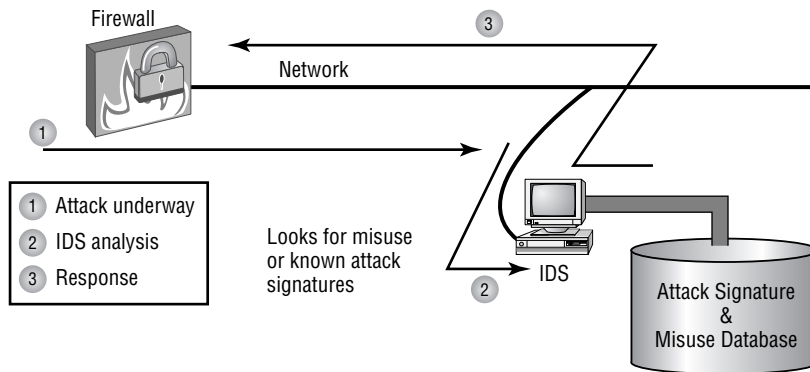 Firewall
3
Network
1
1 Attack underway
2 IDS analysis
3 Response
Looks for misuse
or known attack
signatures
2
IDS
Attack Signature
&
Misuse Database